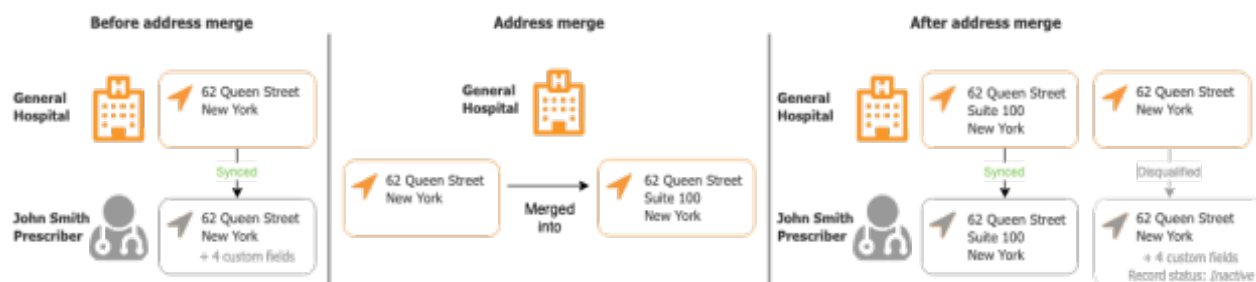 Before address merge
General
Hospital
62 Queen Street
New York
Synced
John Smith
Prescriber
62 Queen Street
New York
+ 4 custom fields
Address merge
General
Hospital
62 Queen Street
New York
Merged
into
62 Queen Street
Suite 100
New York
After address merge
General
Hospital
62 Queen Street
Suite 100
New York
62 Queen Street
New York
Synced
Disqualified
John Smith
Prescriber
62 Queen Street
Suite 100
New York
62 Queen Street
New York
+ 4 custom fields
Record status: Inactive